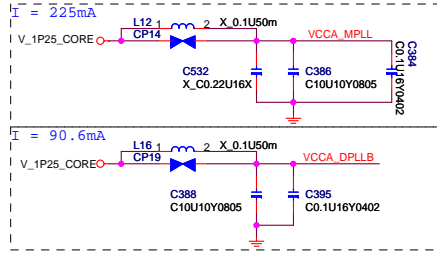 I = 225mA
L12 1 2 X_0.1U50m
CP14
V_1P25_CORE
VCCA_MPLL
C384
C0.1U16Y0402
C532
X_C0.22U16X
C386
C10U10Y0805
I = 90.6mA
L16 1 2 X_0.1U50m
CP19
V_1P25_CORE
VCCA_DPLLB
C388
C10U10Y0805
C395
C0.1U16Y0402